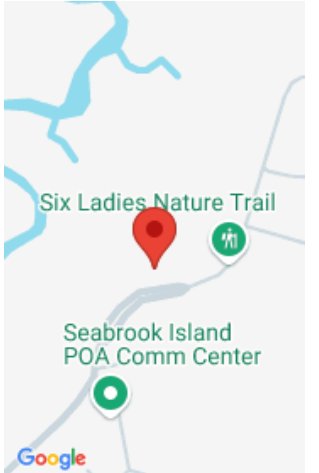 Six Ladies Nature Trail
Seabrook Island
POA Comm Center
Google